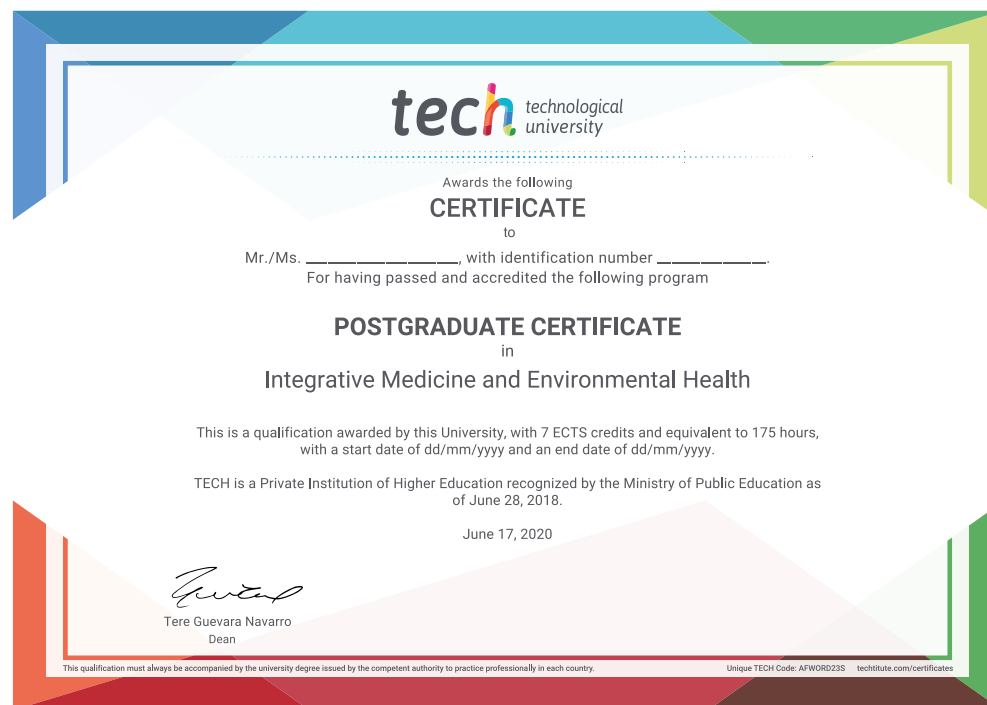 tech technological
university
Awards the following
CERTIFICATE
to
Mr./Ms. ____________________, with identification number ______________.
For having passed and accredited the following program
POSTGRADUATE CERTIFICATE
in
Integrative Medicine and Environmental Health
This is a qualification awarded by this University, with 7 ECTS credits and equivalent to 175 hours,
with a start date of dd/mm/yyyy and an end date of dd/mm/yyyy.
TECH is a Private Institution of Higher Education recognized by the Ministry of Public Education as
of June 28, 2018.
June 17, 2020
Tere Guevara Navarro
Dean
This qualification must always be accompanied by the university degree issued by the competent authority to practice professionally in each country. Unique TECH Code: AFWORD23S techtitute.com/certificates